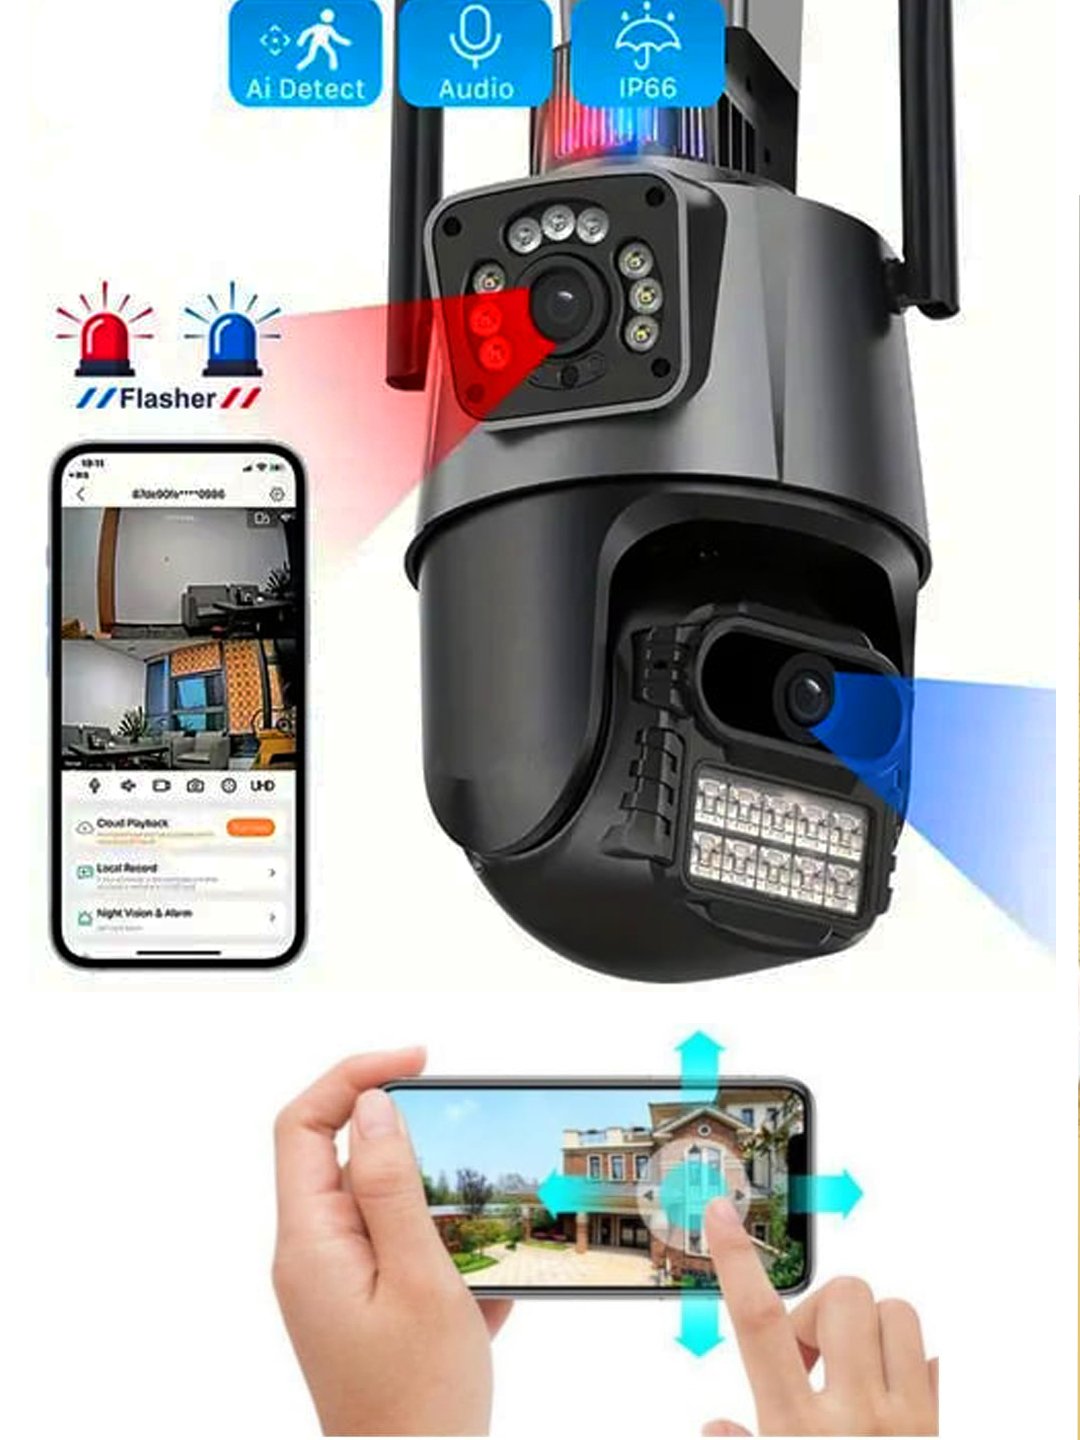 Ai Detect
Audio
IP66
Flasher
UHD
Cloud Playback
Local Record
Night Vision & Alarm